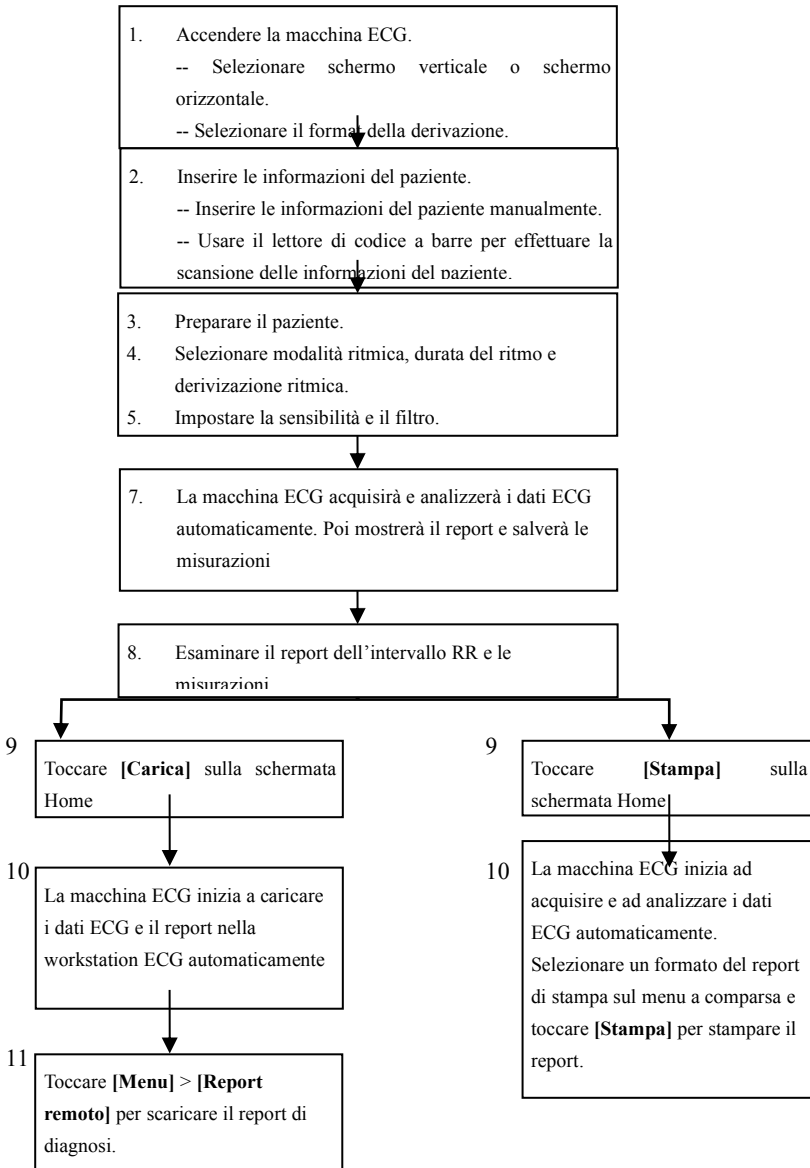 1. Accendere la macchina ECG.
-- Selezionare schermo verticale o schermo
orizzontale.
-- Selezionare il format della derivazione.
2. Inserire le informazioni del paziente.
-- Inserire le informazioni del paziente manualmente.
-- Usare il lettore di codice a barre per effettuare la
scansione delle informazioni del paziente.
3. Preparare il paziente.
4. Selezionare modalità ritmica, durata del ritmo e
derivizazione ritmica.
5. Impostare la sensibilità e il filtro.
7. La macchina ECG acquisirà e analizzerà i dati ECG
automaticamente. Poi mostrerà il report e salverà le
misurazioni
8. Esaminare il report dell'intervallo RR e le
misurazioni
9
Toccare [Carica] sulla schermata
Home
10
La macchina ECG inizia a caricare
i dati ECG e il report nella
workstation ECG automaticamente
11
Toccare [Menu] > [Report
remoto] per scaricare il report di
diagnosi.
9
Toccare [Stampa] sulla
schermata Home
10
La macchina ECG inizia ad
acquisire e ad analizzare i dati
ECG automaticamente.
Selezionare un formato del report
di stampa sul menu a comparsa e
toccare [Stampa] per stampare il
report.